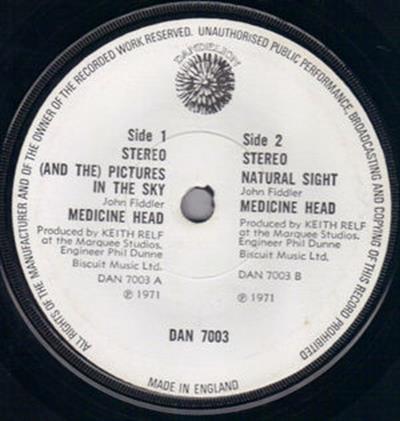 ALL RIGHTS OF THE MANUFACTURER AND OF THE OWNER OF THE RECORDED WORK RESERVED. UNAUTHORISED PUBLIC PERFORMANCE, BROADCASTING AND COPYING OF THIS RECORD PROHIBITED
DANDELION
Side 1
STEREO
(AND THE) PICTURES
IN THE SKY
John Fiddler
MEDICINE HEAD
Produced by KEITH RELF
at the Marquee Studios.
Engineer Phil Dunne
Biscuit Music Ltd.
DAN 7003 A
℗ 1971
Side 2
STEREO
NATURAL SIGHT
John Fiddler
MEDICINE HEAD
Produced by KEITH RELF
at the Marquee Studios.
Engineer Phil Dunne
Biscuit Music Ltd.
DAN 7003 B
℗ 1971
DAN 7003
MADE IN ENGLAND